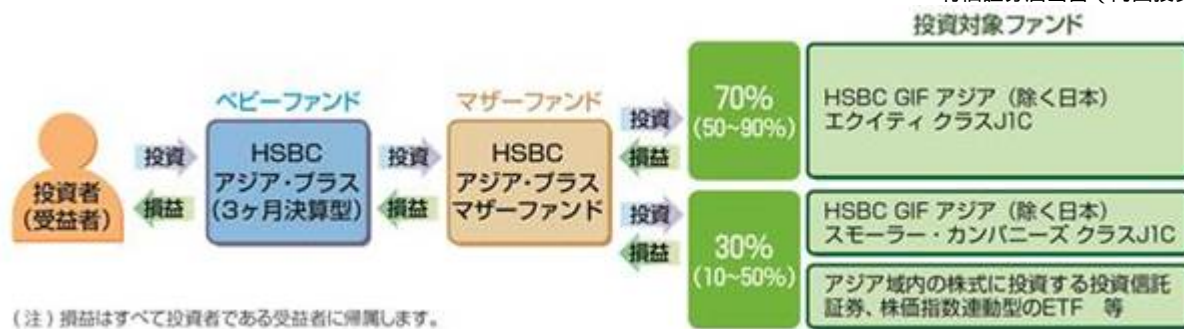 投資対象ファンド
ベビーファンド
マザーファンド
投資者
(受益者)
投資
損益
HSBC
アジア・プラス
(3ヶ月決算型)
投資
損益
HSBC
アジア・プラス
マザーファンド
投資
損益
70%
(50~90%)
HSBC GIF アジア（除く日本）
エクイティ クラスJ1C
投資
損益
30%
(10~50%)
HSBC GIF アジア（除く日本）
スモーラー・カンパニーズ クラスJ1C
アジア域内の株式に投資する投資信託
証券、株価指数連動型のETF 等
(注) 損益はすべて投資者である受益者に帰属します。